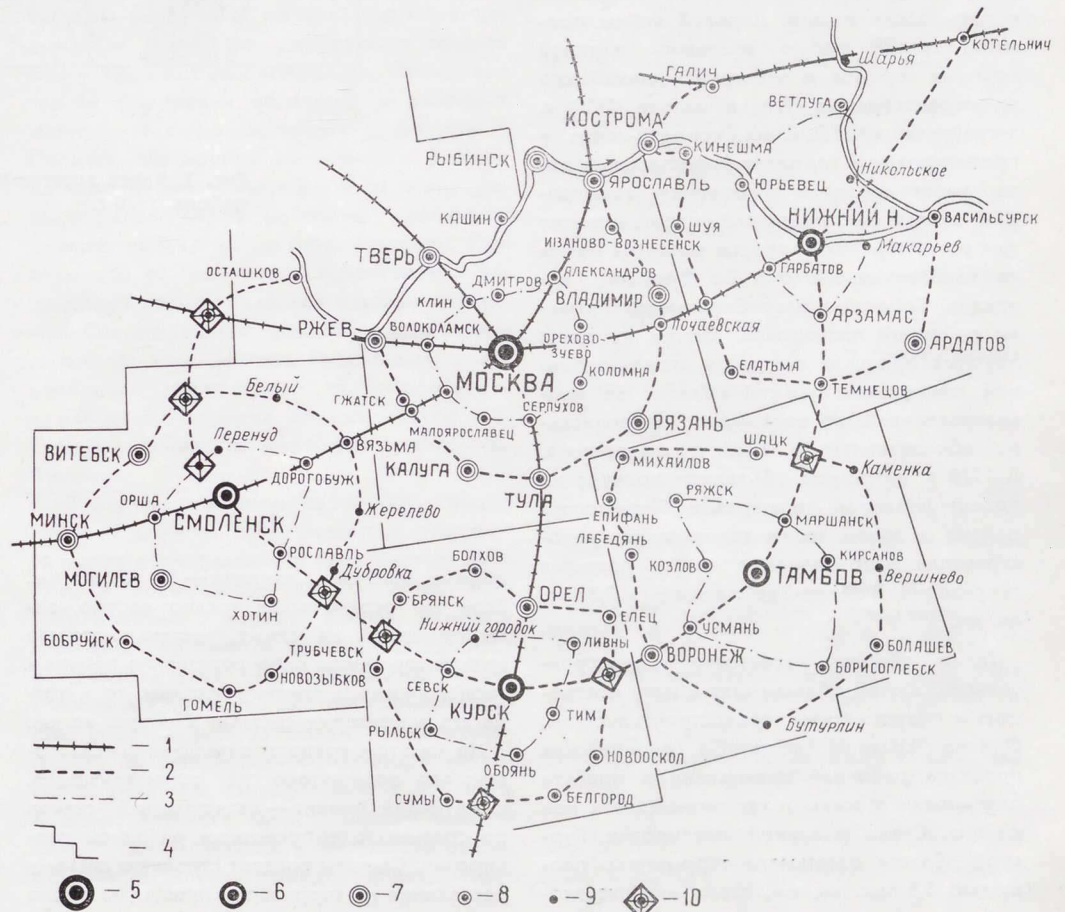 КОТЕЛЬНИЧ
Шарья
ГАЛИЧ
ВЕТЛУГА
КОСТРОМА
КИНЕШМА
РЫБИНСК
Никольское
ЯРОСЛАВЛЬ
ЮРЬЕВЕЦ
КАШИН
НИЖНИЙ Н.
ВАСИЛЬСУРСК
ШУЯ
ИВАНОВО-ВОЗНЕСЕНСК
Макарьев
ТВЕРЬ
ОСТАШКОВ
ДМИТРОВ
АЛЕКСАНДРОВ
ГАРБАТОВ
КЛИН
ВЛАДИМИР
АРЗАМАС
РЖЕВ
ВОЛОКОЛАМСК
ОРЕХОВО-
ЗУЕВО
Почаевская
АРДАТОВ
МОСКВА
КОЛОМНА
ЕЛАТЬМА
ТЕМНЕЦОВ
Белый
ГЖАТСК
СЕРПУХОВ
МАЛОЯРОСЛАВЕЦ
РЯЗАНЬ
Перенуд
ВЯЗЬМА
ШАЦК
ВИТЕБСК
МИХАЙЛОВ
КАЛУГА
Каменка
ДОРОГОБУЖ
ТУЛА
ОРША
РЯЖСК
СМОЛЕНСК
Жерелево
МИНСК
ЕПИФАНЬ
МАРШАНСК
ЛЕБЕДЯНЬ
РОСЛАВЛЬ
БОЛХОВ
КИРСАНОВ
МОГИЛЕВ
Дубровка
КОЗЛОВ
ТАМБОВ
Вершнево
БРЯНСК
ОРЕЛ
ХОТИН
ЕЛЕЦ
Нижний городок
УСМАНЬ
БОБРУЙСК
ТРУБЧЕВСК
ЛИВНЫ
ВОРОНЕЖ
БОЛАШЕВ
НОВОЗЫБКОВ
СЕВСК
БОРИСОГЛЕБСК
ГОМЕЛЬ
КУРСК
ТИМ
Бутурлин
РЫЛЬСК
1
ОБОЯНЬ
НОВООСКОЛ
2
СУМЫ
БЕЛГОРОД
3
4
-5 -6 -7 -8 -9 -10